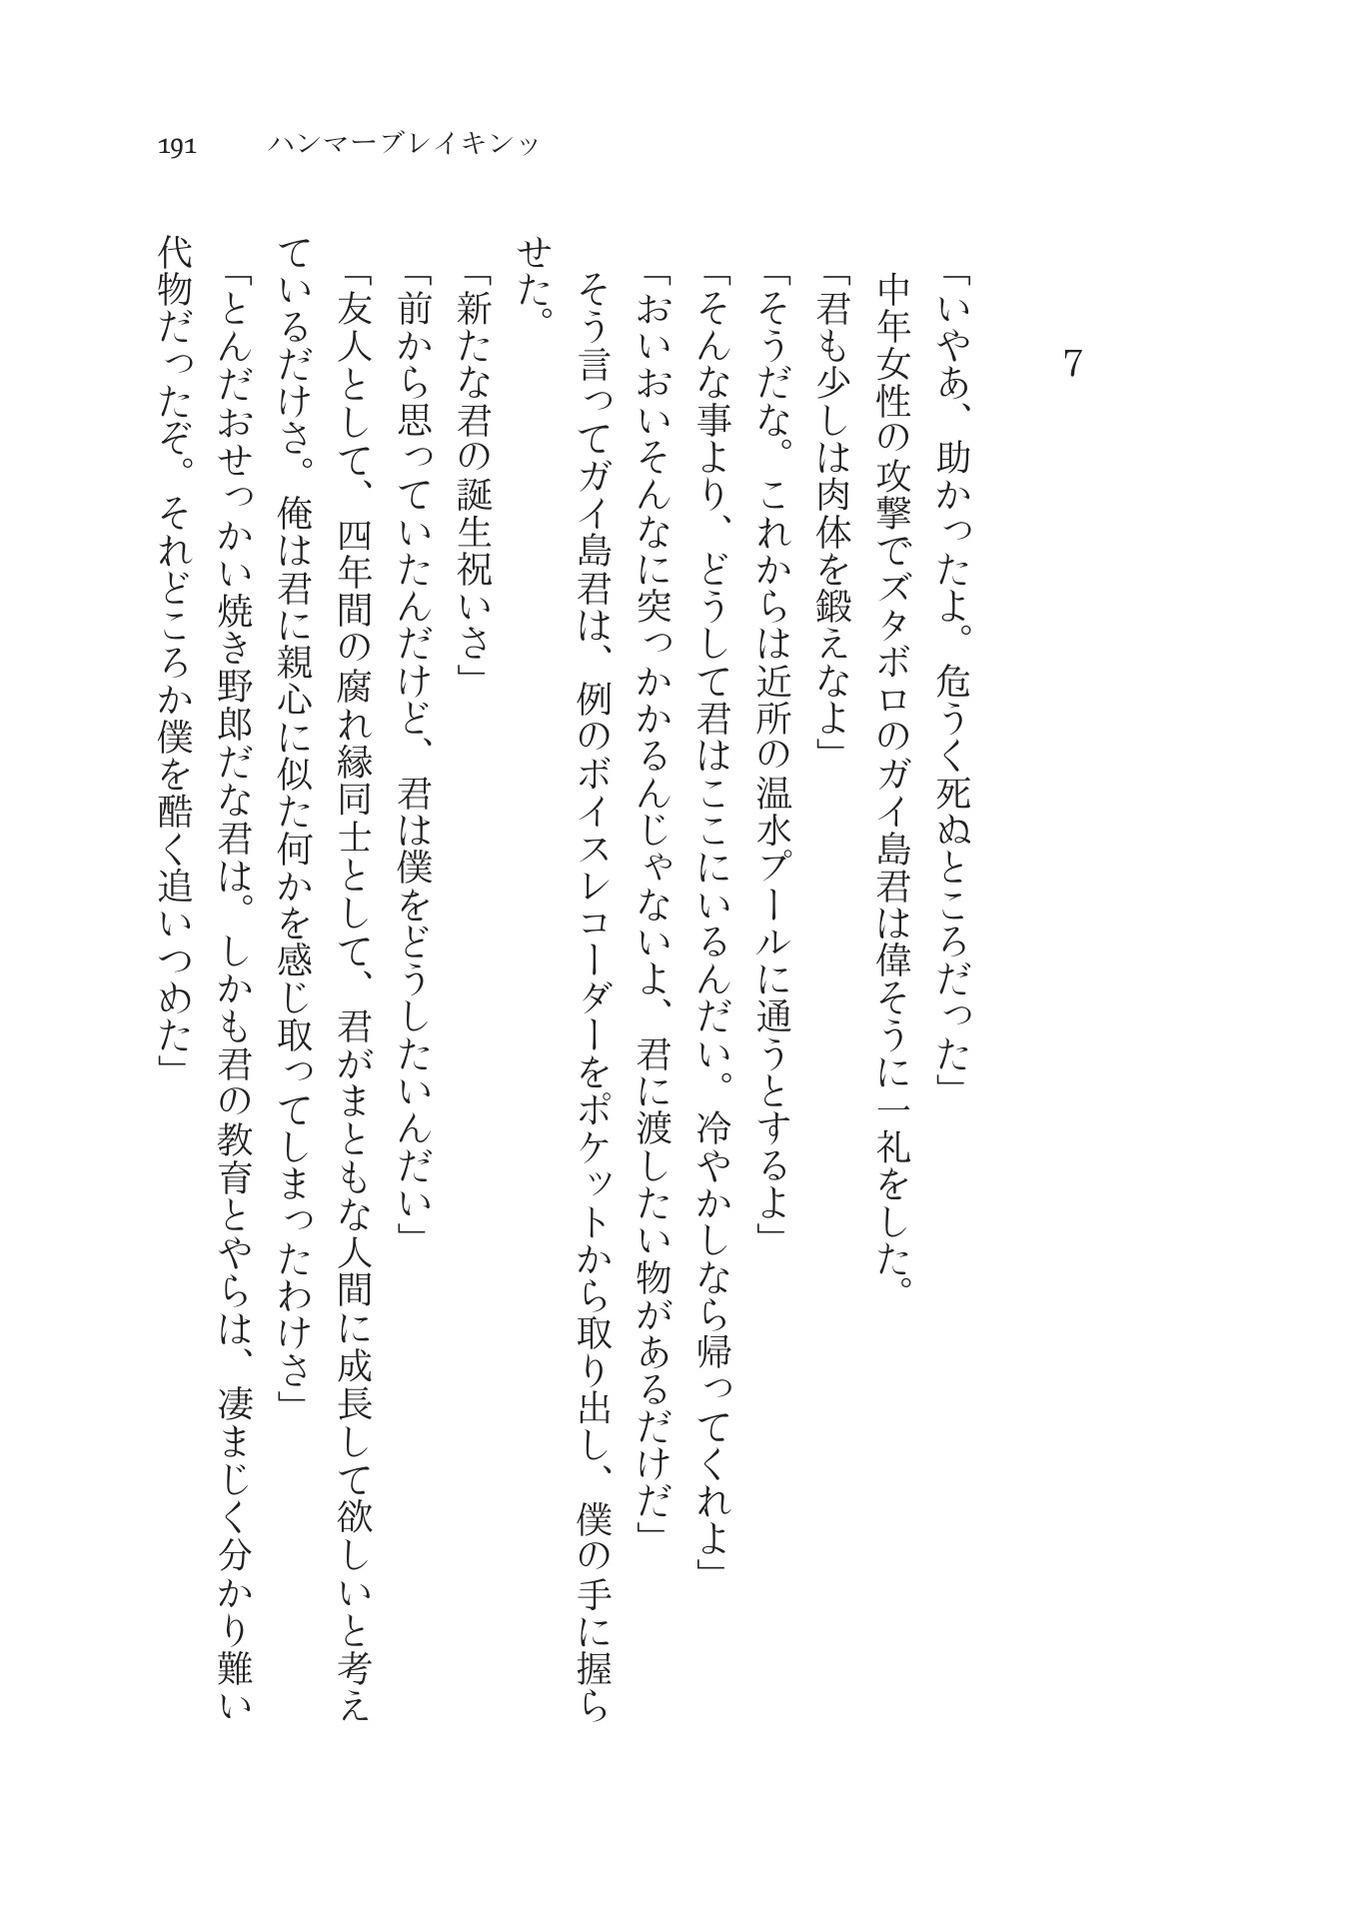 191 ハンマーブレイキンッ
7
「いやあ、助かったよ。危うく死ぬところだった」
中年女性の攻撃でズタボロのガイ島君は偉そうに一礼をした。
「君も少しは肉体を鍛えなよ」
「そうだな。これからは近所の温水プールに通うとするよ」
「そんな事より、どうして君はここにいるんだい。冷やかしなら帰ってくれよ」
「おいおいそんなに突っかかるんじゃないよ、君に渡したい物があるだけだ」
そう言ってガイ島君は、例のボイスレコーダーをポケットから取り出し、僕の手に握ら
せた。
「新たな君の誕生祝いさ」
「前から思っていたんだけど、君は僕をどうしたいんだい」
「友人として、四年間の腐れ縁同士として、君がまともな人間に成長して欲しいと考え
ているだけさ。俺は君に親心に似た何かを感じ取ってしまったわけさ」
「とんだおせっかい焼き野郎だな君は。しかも君の教育とやらは、凄まじく分かり難い
代物だったぞ。それどころか僕を酷く追いつめた」